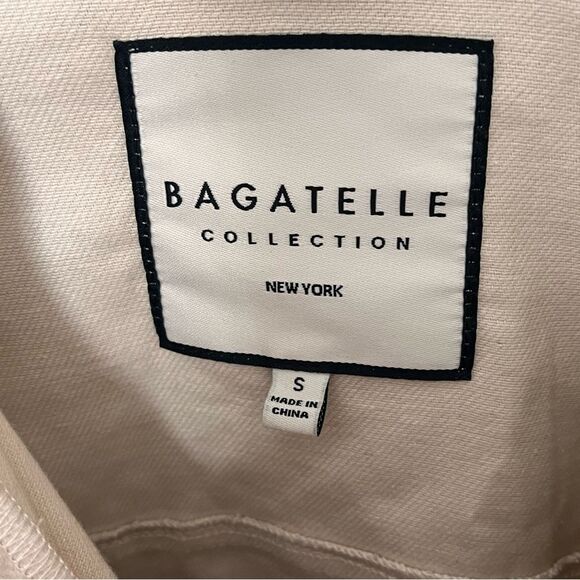 BAGATELLE
COLLECTION
NEW YORK
S
MADE IN
CHINA